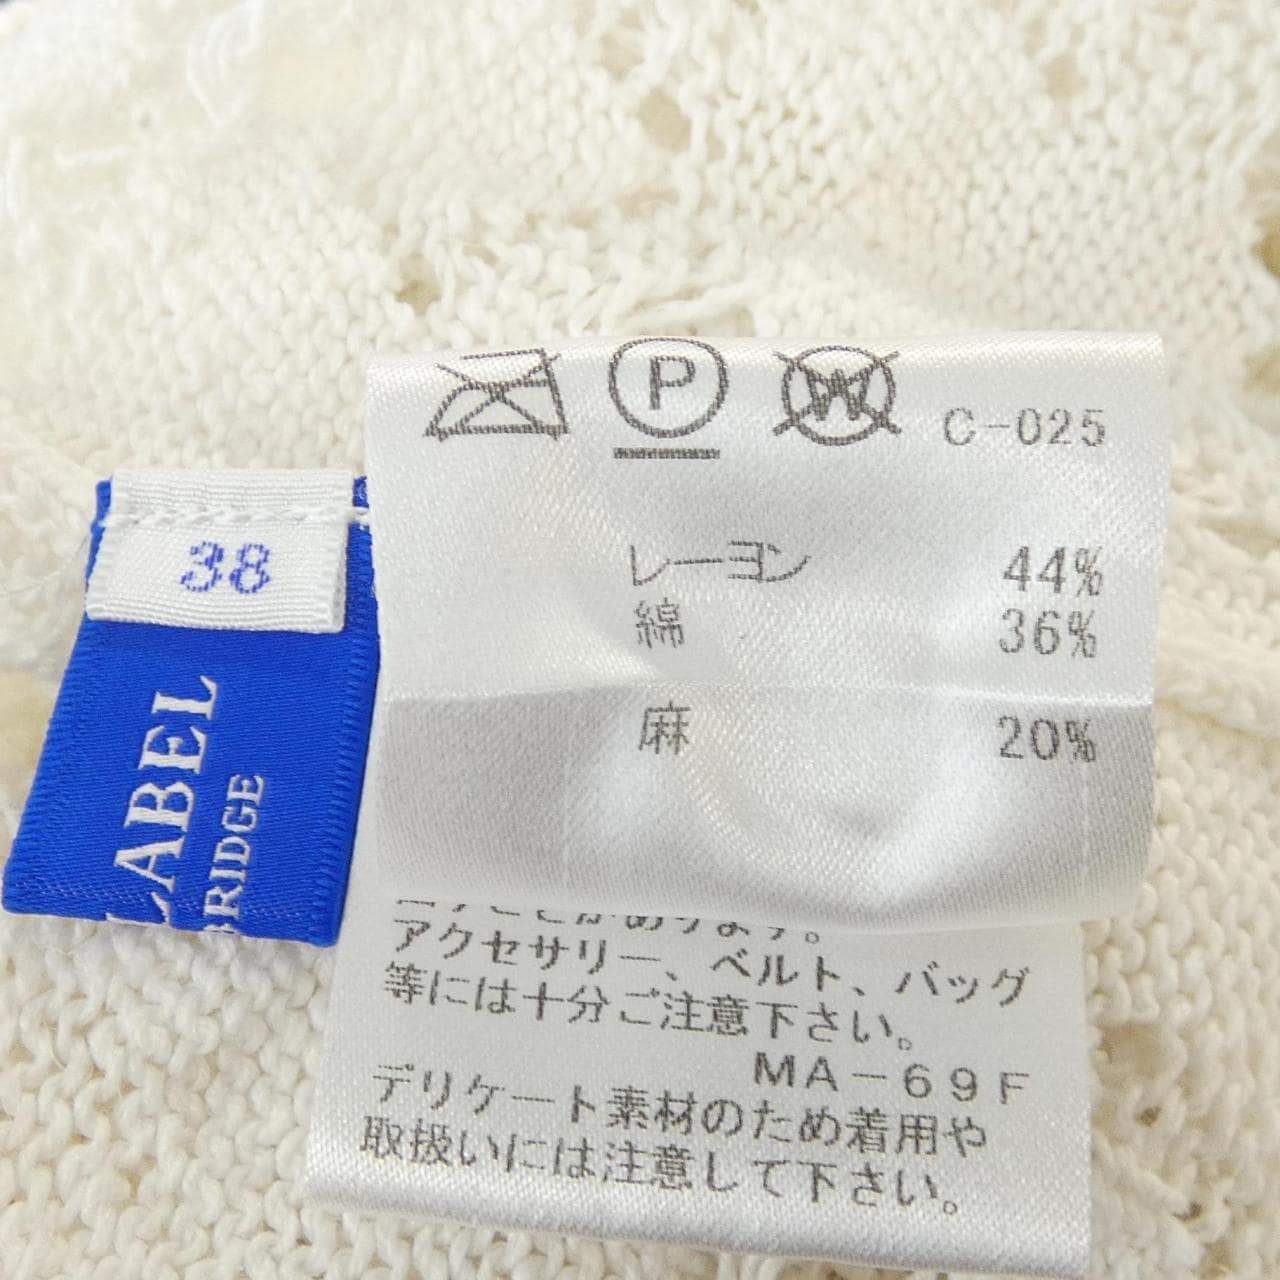 P
W
C-025
38
レーヨン 44%
綿 36%
麻 20%
LABEL
BRIDGE
アクセサリー、ベルト、バッグ
等には十分ご注意下さい。
MA-69F
デリケート素材のため着用や
取扱いには注意して下さい。